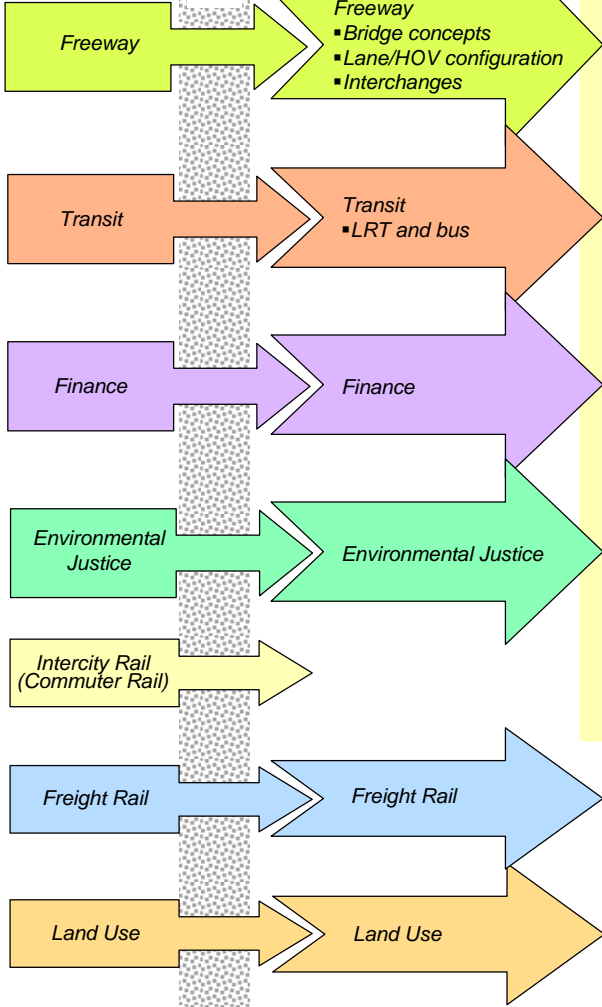 Freeway
Freeway
▪Bridge concepts
▪Lane/HOV configuration
▪Interchanges
Transit
Transit
▪LRT and bus
Finance
Finance
Environmental
Justice
Environmental Justice
Intercity Rail
(Commuter Rail)
Freight Rail
Freight Rail
Land Use
Land Use